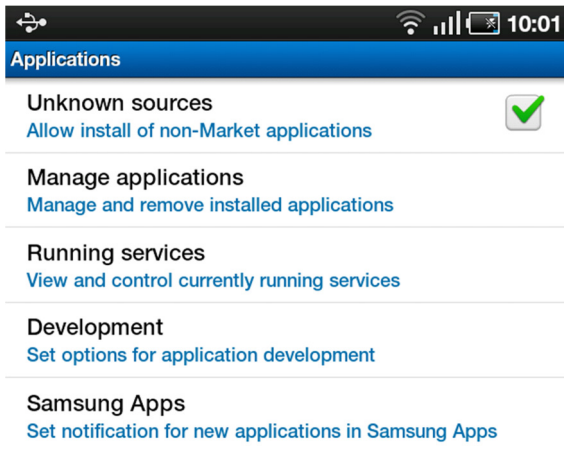 10:01
Applications
Unknown sources
Allow install of non-Market applications
Manage applications
Manage and remove installed applications
Running services
View and control currently running services
Development
Set options for application development
Samsung Apps
Set notification for new applications in Samsung Apps